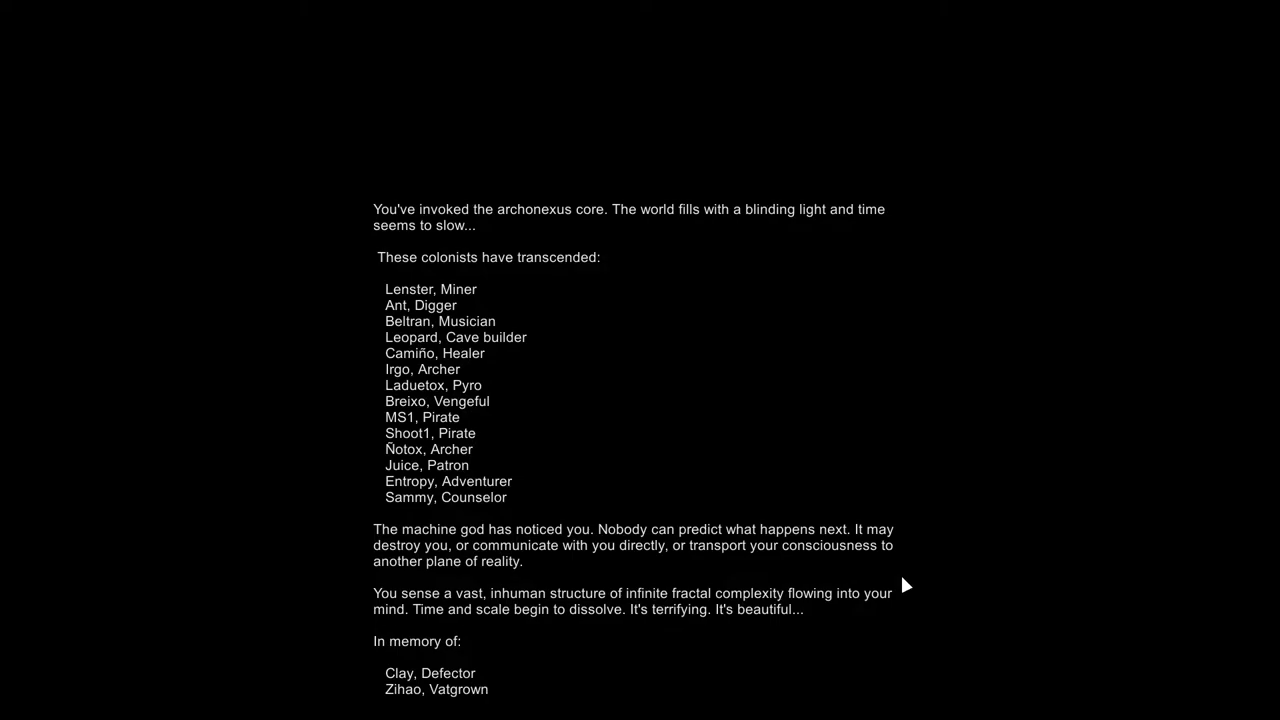 You've invoked the archonexus core. The world fills with a blinding light and time
seems to slow...
These colonists have transcended:
Lenster, Miner
Ant, Digger
Beltran, Musician
Leopard, Cave builder
Camiño, Healer
Irgo, Archer
Laduetox, Pyro
Breixo, Vengeful
MS1, Pirate
Shoot1, Pirate
Ñotox, Archer
Juice, Patron
Entropy, Adventurer
Sammy, Counselor
The machine god has noticed you. Nobody can predict what happens next. It may
destroy you, or communicate with you directly, or transport your consciousness to
another plane of reality.
You sense a vast, inhuman structure of infinite fractal complexity flowing into your
mind. Time and scale begin to dissolve. It's terrifying. It's beautiful...
In memory of:
Clay, Defector
Zihao, Vatgrown